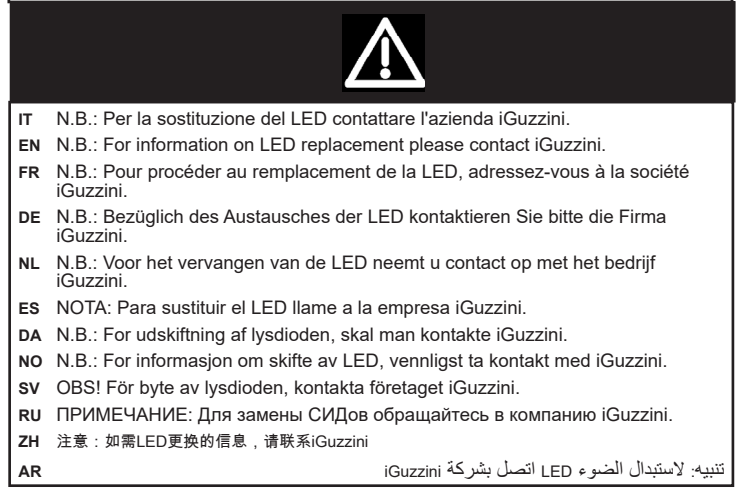 IT N.B.: Per la sostituzione del LED contattare l'azienda iGuzzini.
EN N.B.: For information on LED replacement please contact iGuzzini.
FR N.B.: Pour procéder au remplacement de la LED, adressez-vous à la société
iGuzzini.
DE N.B.: Bezüglich des Austausches der LED kontaktieren Sie bitte die Firma
iGuzzini.
NL N.B.: Voor het vervangen van de LED neemt u contact op met het bedrijf
iGuzzini.
ES NOTA: Para sustituir el LED llame a la empresa iGuzzini.
DA N.B.: For udskiftning af lysdioden, skal man kontakte iGuzzini.
NO N.B.: For informasjon om skifte av LED, vennligst ta kontakt med iGuzzini.
SV OBS! För byte av lysdioden, kontakta företaget iGuzzini.
RU ПРИМЕЧАНИЕ: Для замены СИДов обращайтесь в компанию iGuzzini.
ZH 注意：如需LED更换的信息，请联系iGuzzini
AR تنبيه: لاستبدال الضوء LED اتصل بشركة iGuzzini